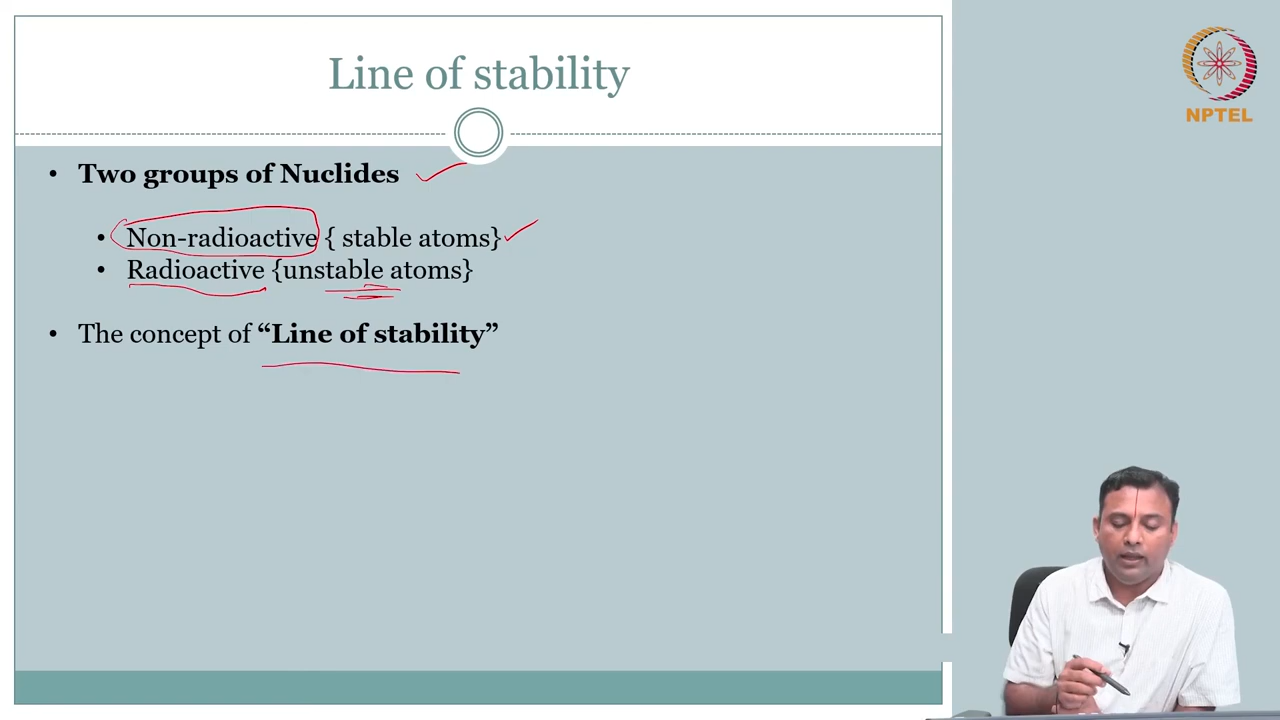 Line of stability
NPTEL
• Two groups of Nuclides
• Non-radioactive { stable atoms}
• Radioactive {unstable atoms}
• The concept of “Line of stability”